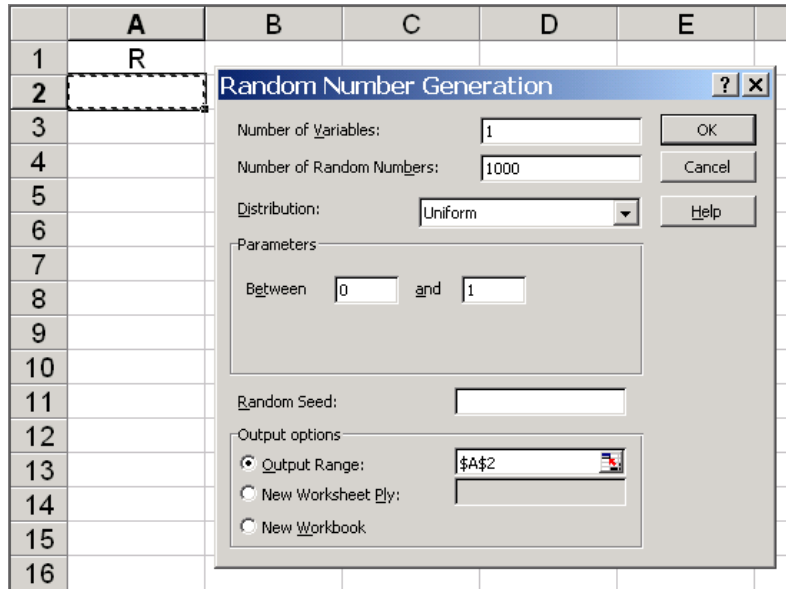 A B C D E
1 R
2
3
4
5
6
7
8
9
10
11
12
13
14
15
16
Random Number Generation ? ×
Number of Variables: 1 OK
Number of Random Numbers: 1000 Cancel
Distribution: Uniform Help
Parameters
Between 0 and 1
Random Seed:
Output options
Output Range: $A$2
New Worksheet Ply:
New Workbook